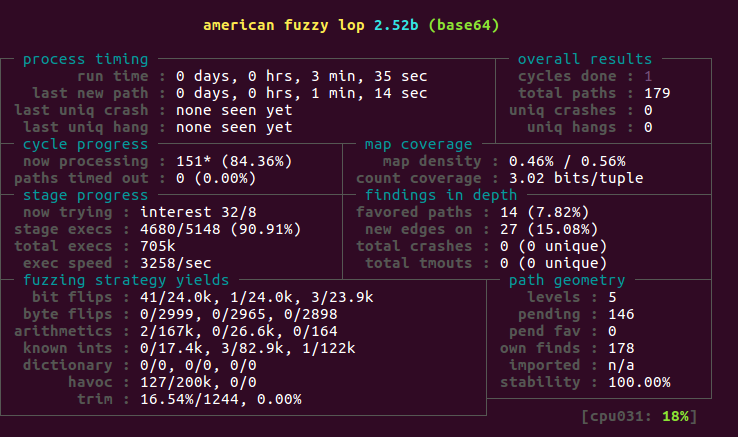 american fuzzy lop 2.52b (base64)
process timing overall results
run time : 0 days, 0 hrs, 3 min, 35 sec cycles done : 1
last new path : 0 days, 0 hrs, 1 min, 14 sec total paths : 179
last uniq crash : none seen yet uniq crashes : 0
last uniq hang : none seen yet uniq hangs : 0
cycle progress map coverage
now processing : 151* (84.36%) map density : 0.46% / 0.56%
paths timed out : 0 (0.00%) count coverage : 3.02 bits/tuple
stage progress findings in depth
now trying : interest 32/8 favored paths : 14 (7.82%)
stage execs : 4680/5148 (90.91%) new edges on : 27 (15.08%)
total execs : 705k total crashes : 0 (0 unique)
exec speed : 3258/sec total tmouts : 0 (0 unique)
fuzzing strategy yields path geometry
bit flips : 41/24.0k, 1/24.0k, 3/23.9k levels : 5
byte flips : 0/2999, 0/2965, 0/2898 pending : 146
arithmetics : 2/167k, 0/26.6k, 0/164 pend fav : 0
known ints : 0/17.4k, 3/82.9k, 1/122k own finds : 178
dictionary : 0/0, 0/0, 0/0 imported : n/a
havoc : 127/200k, 0/0 stability : 100.00%
trim : 16.54%/1244, 0.00%
[cpu031: 18%]